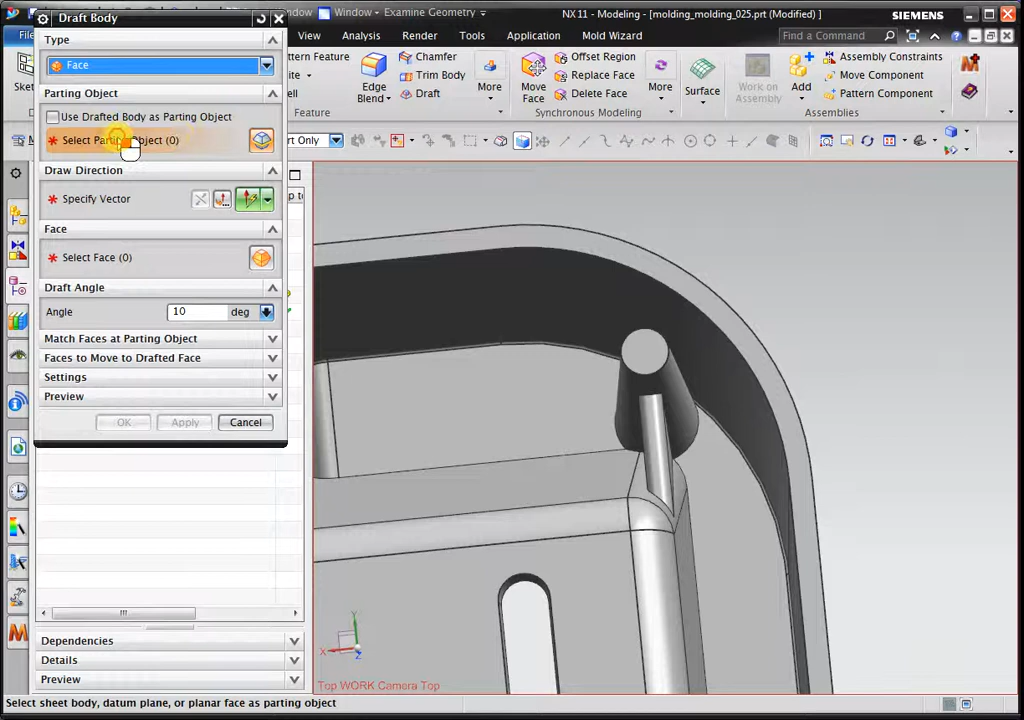 Draft Body
Window
Window - Examine Geometry
NX 11 - Modeling - [molding_molding_025.prt (Modified) ]
SIEMENS
View
Analysis
Render
Tools
Application
Mold Wizard
Find a Command
Type
Face
Parting Object
Use Drafted Body as Parting Object
Select Parting Object (0)
Draw Direction
Specify Vector
Face
Select Face (0)
Draft Angle
Angle
10
deg
Match Faces at Parting Object
Faces to Move to Drafted Face
Settings
Preview
OK
Apply
Cancel
Edge
Blend
Chamfer
Trim Body
Draft
More
Move
Face
Offset Region
Replace Face
Delete Face
More
Synchronous Modeling
Surface
Work on
Assembly
Add
Assembly Constraints
Move Component
Pattern Component
Dependencies
Details
Preview
Y
X
Z
Top WORK Camera Top
Select sheet body, datum plane, or planar face as parting object